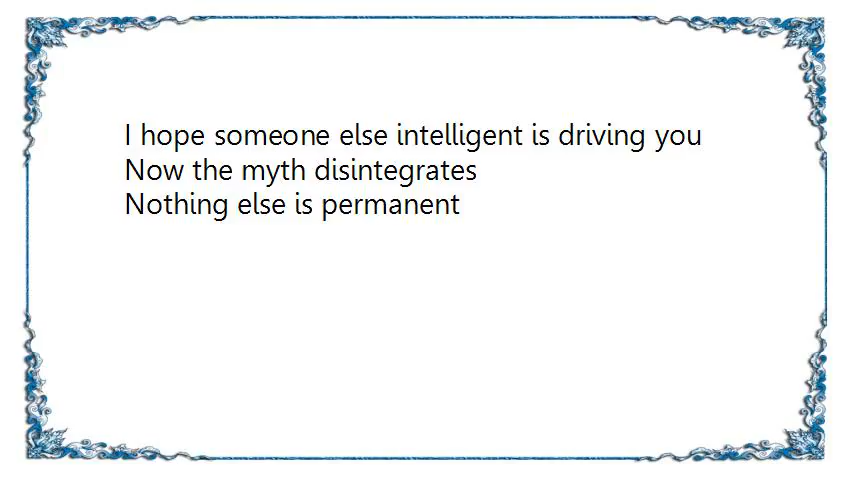 I hope someone else intelligent is driving you
Now the myth disintegrates
Nothing else is permanent